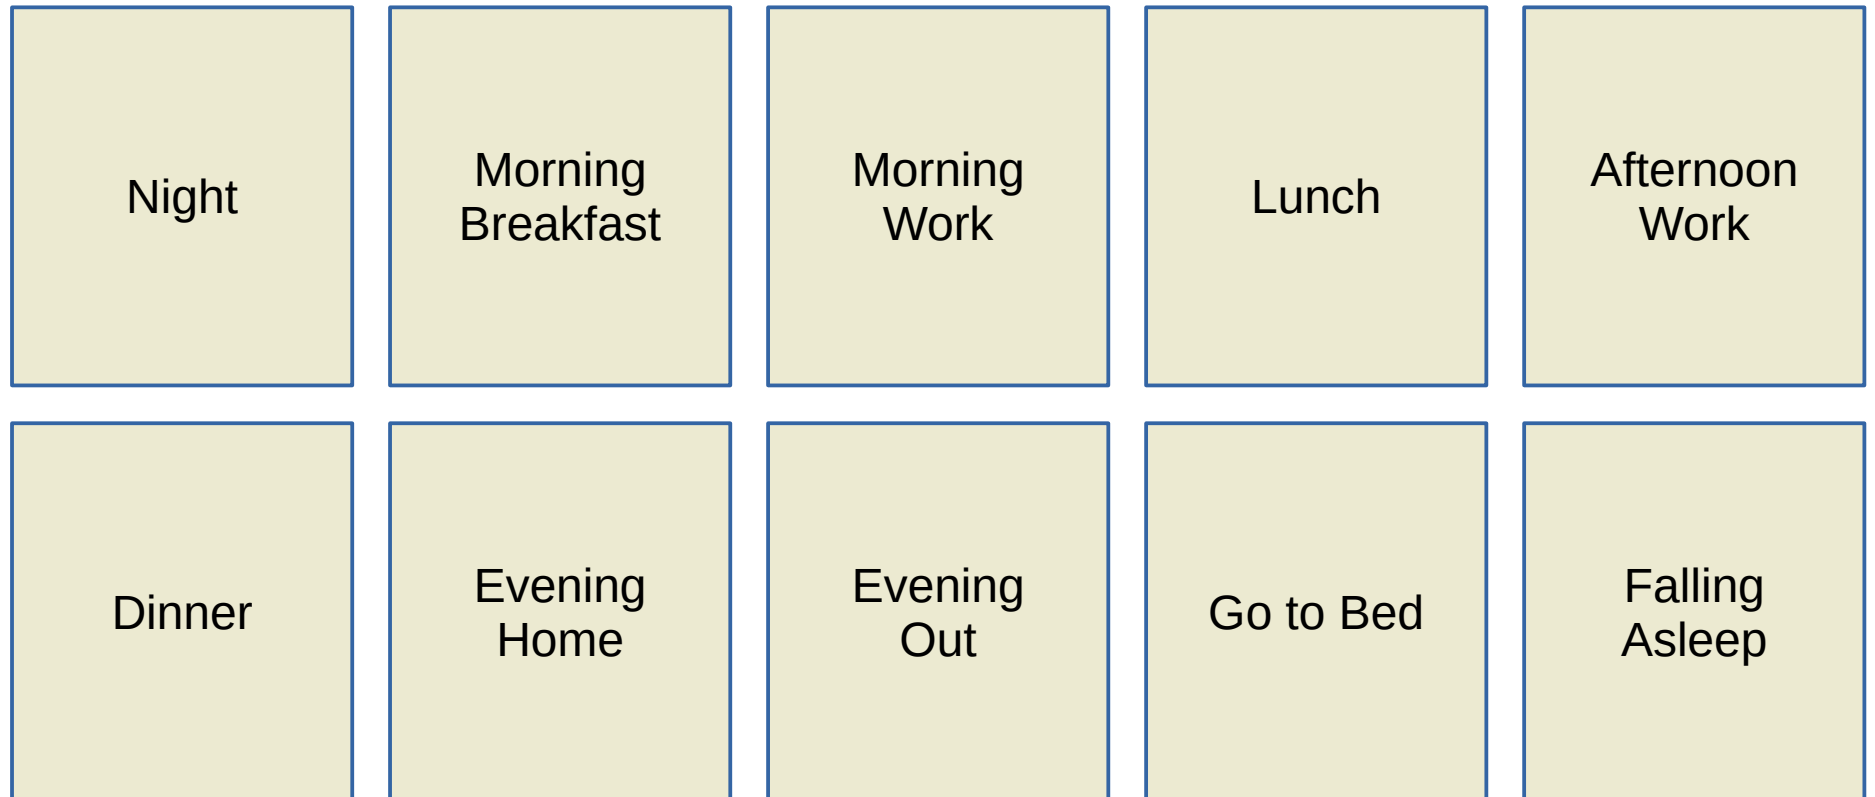 Night
Morning
Breakfast
Morning
Work
Lunch
Afternoon
Work
Dinner
Evening
Home
Evening
Out
Go to Bed
Falling
Asleep